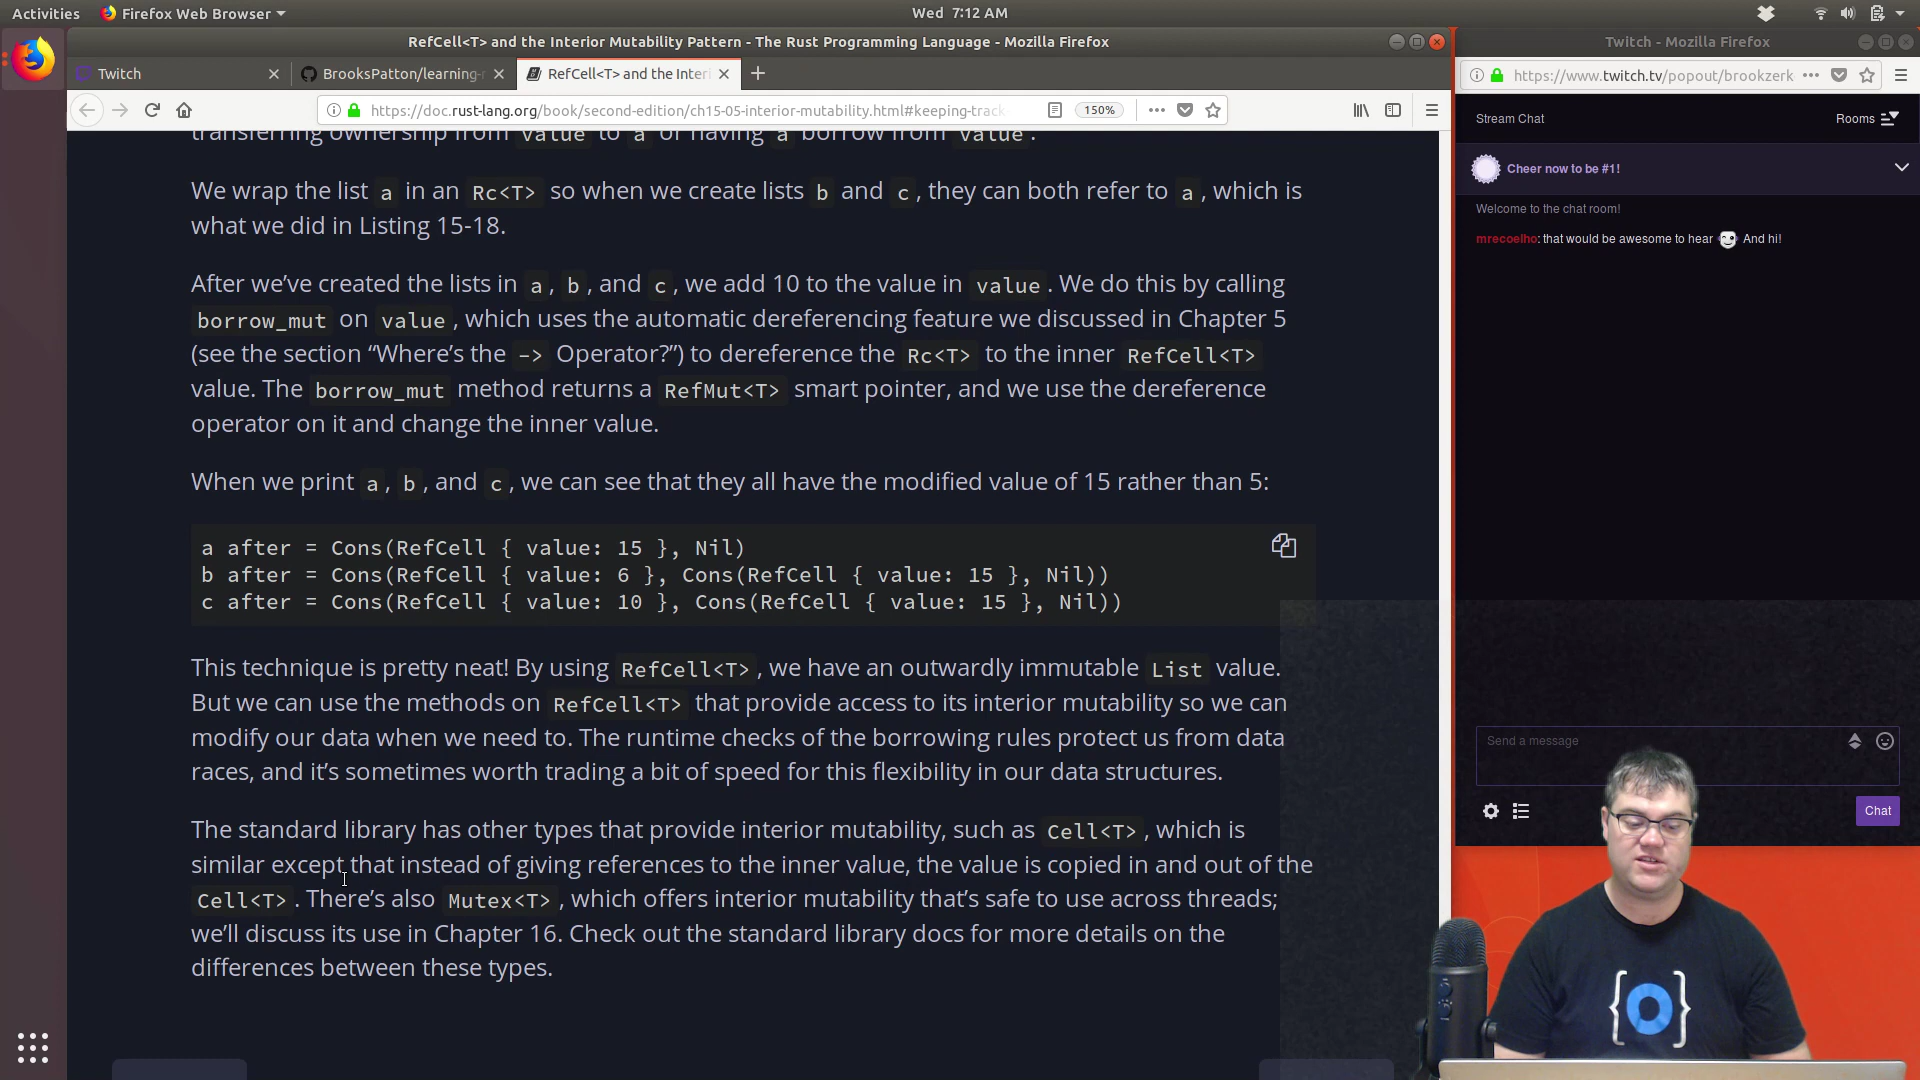 Activities
Firefox Web Browser
Wed 7:12 AM
RefCell<T> and the Interior Mutability Pattern - The Rust Programming Language - Mozilla Firefox
Twitch - Mozilla Firefox
Twitch
BrooksPatton/learning-r
RefCell<T> and the Interi
https://doc.rust-lang.org/book/second-edition/ch15-05-interior-mutability.html#keeping-track
150%
https://www.twitch.tv/popout/brookzerk
transferring ownership from value to a or having a borrow from value.
We wrap the list a in an Rc<T> so when we create lists b and c, they can both refer to a, which is
what we did in Listing 15-18.
After we’ve created the lists in a, b, and c, we add 10 to the value in value. We do this by calling
borrow_mut on value, which uses the automatic dereferencing feature we discussed in Chapter 5
(see the section “Where’s the -> Operator?”) to dereference the Rc<T> to the inner RefCell<T>
value. The borrow_mut method returns a RefMut<T> smart pointer, and we use the dereference
operator on it and change the inner value.
When we print a, b, and c, we can see that they all have the modified value of 15 rather than 5:
a after = Cons(RefCell { value: 15 }, Nil)
b after = Cons(RefCell { value: 6 }, Cons(RefCell { value: 15 }, Nil))
c after = Cons(RefCell { value: 10 }, Cons(RefCell { value: 15 }, Nil))
This technique is pretty neat! By using RefCell<T>, we have an outwardly immutable List value.
But we can use the methods on RefCell<T> that provide access to its interior mutability so we can
modify our data when we need to. The runtime checks of the borrowing rules protect us from data
races, and it’s sometimes worth trading a bit of speed for this flexibility in our data structures.
The standard library has other types that provide interior mutability, such as Cell<T>, which is
similar except that instead of giving references to the inner value, the value is copied in and out of the
Cell<T>. There’s also Mutex<T>, which offers interior mutability that’s safe to use across threads;
we’ll discuss its use in Chapter 16. Check out the standard library docs for more details on the
differences between these types.
Stream Chat
Rooms
Cheer now to be #1!
Welcome to the chat room!
mrecoelho: that would be awesome to hear And hi!
Send a message
Chat